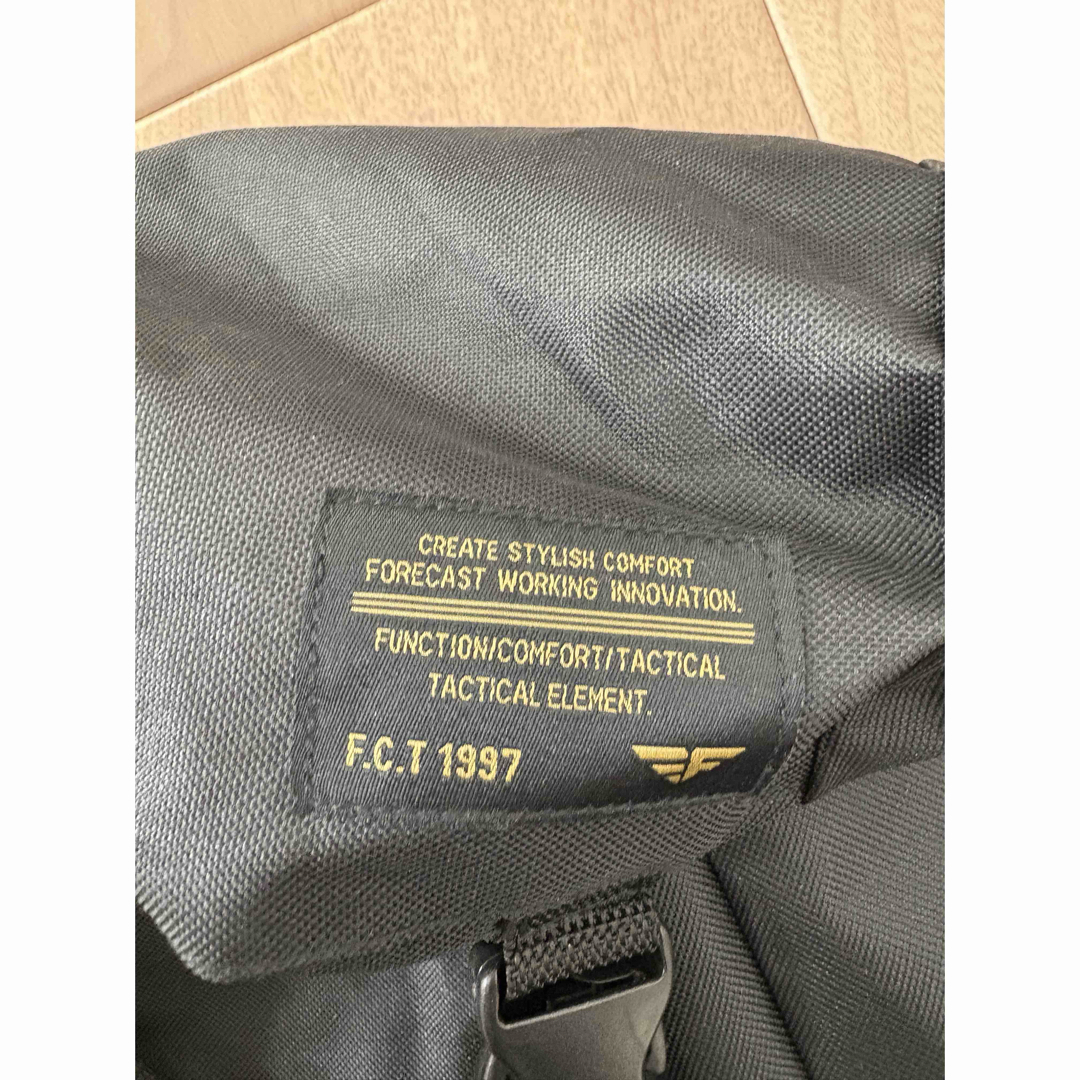 CREATE STYLISH COMFORT
FORECAST WORKING INNOVATION.
FUNCTION/COMFORT/TACTICAL
TACTICAL ELEMENT.
F.C.T 1997
F